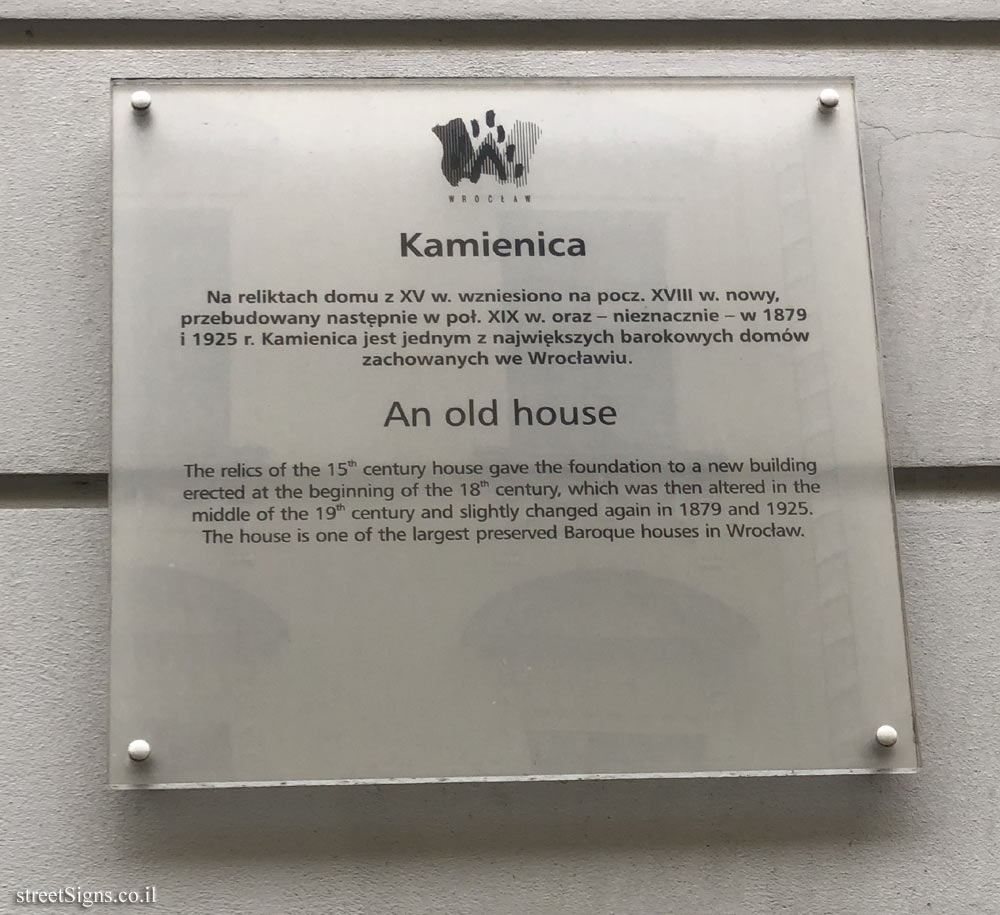 WROCŁAW
Kamienica
Na reliktach domu z XV w. wzniesiono na pocz. XVIII w. nowy,
przebudowany następnie w poł. XIX w. oraz – nieznacznie – w 1879
i 1925 r. Kamienica jest jednym z największych barokowych domów
zachowanych we Wrocławiu.
An old house
The relics of the 15th century house gave the foundation to a new building
erected at the beginning of the 18th century, which was then altered in the
middle of the 19th century and slightly changed again in 1879 and 1925.
The house is one of the largest preserved Baroque houses in Wrocław.
streetSigns.co.il